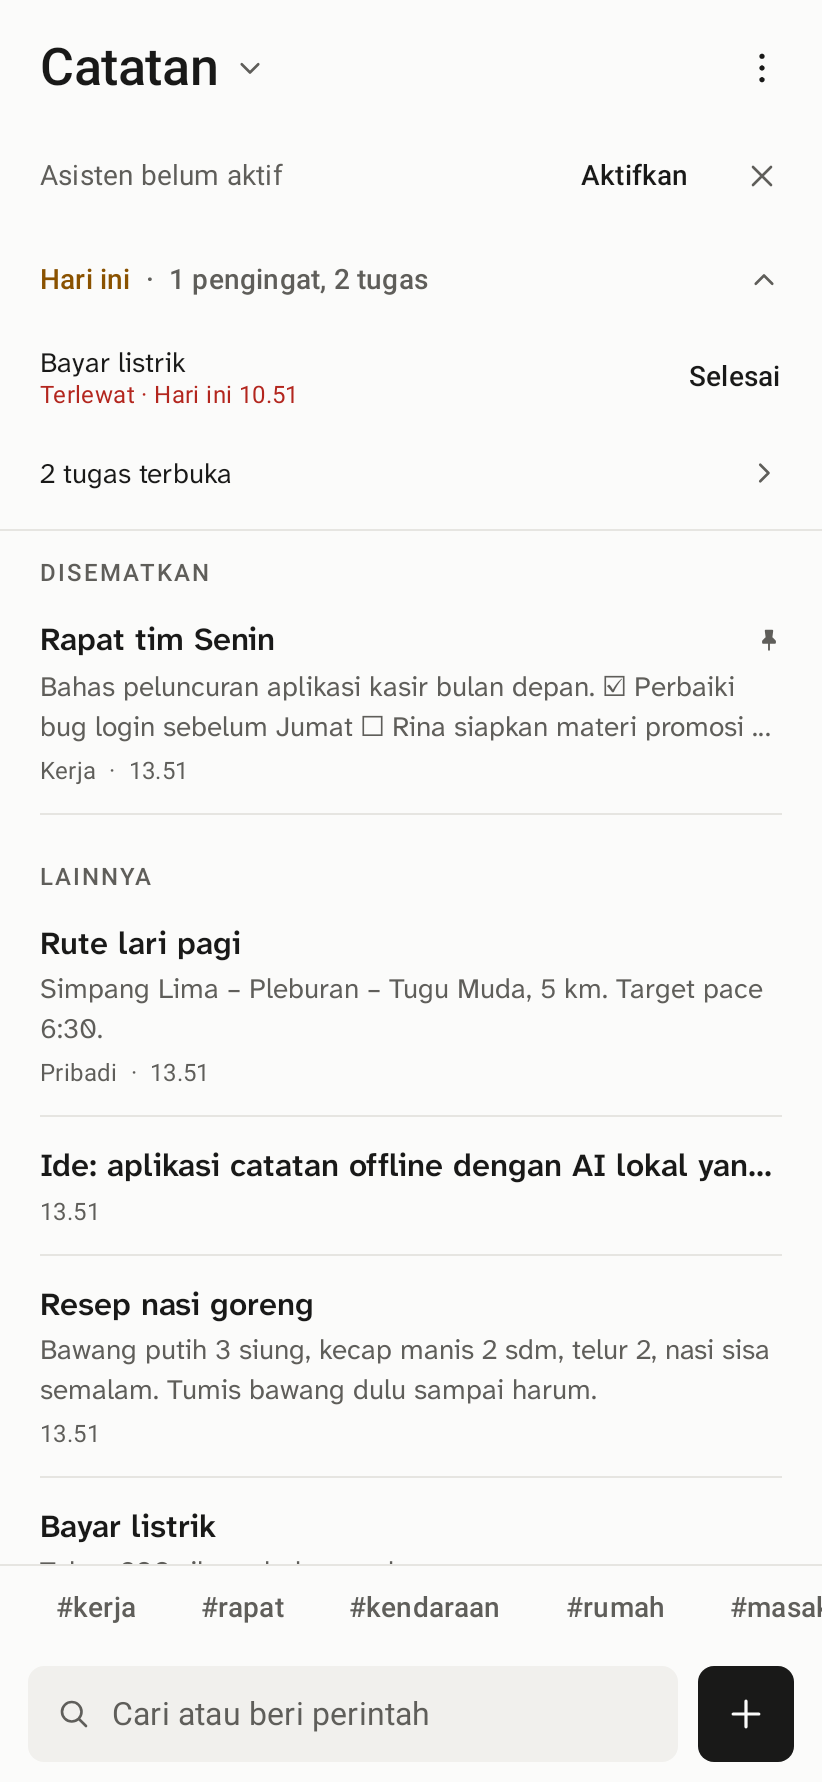 Catatan
Asisten belum aktif Aktifkan
Hari ini · 1 pengingat, 2 tugas
Bayar listrik
Terlewat · Hari ini 10.51
Selesai
2 tugas terbuka
DISEMATKAN
Rapat tim Senin
Bahas peluncuran aplikasi kasir bulan depan. ☑ Perbaiki
bug login sebelum Jumat ☐ Rina siapkan materi promosi ...
Kerja · 13.51
LAINNYA
Rute lari pagi
Simpang Lima – Pleburan – Tugu Muda, 5 km. Target pace
6:30.
Pribadi · 13.51
Ide: aplikasi catatan offline dengan AI lokal yan...
13.51
Resep nasi goreng
Bawang putih 3 siung, kecap manis 2 sdm, telur 2, nasi sisa
semalam. Tumis bawang dulu sampai harum.
13.51
Bayar listrik
#kerja #rapat #kendaraan #rumah #masak
Cari atau beri perintah